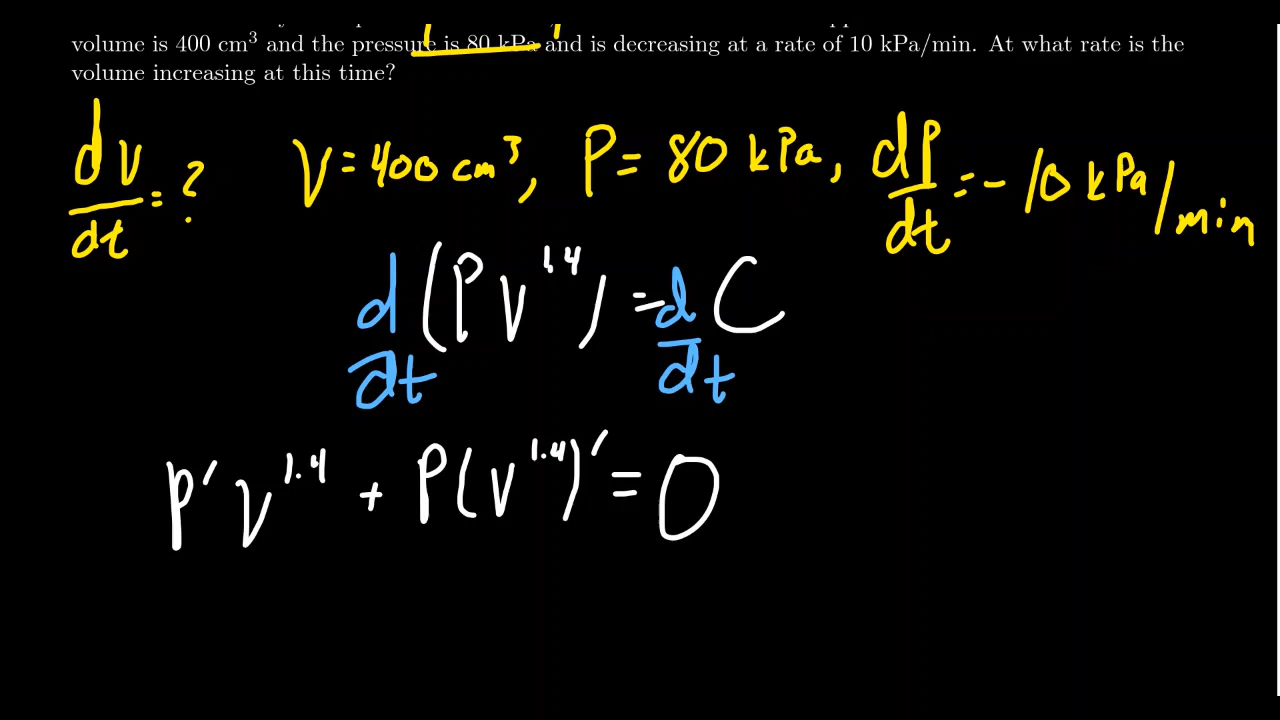 volume is 400 cm³ and the pressure is 80 kPa and is decreasing at a rate of 10 kPa/min. At what rate is the
volume increasing at this time?
dv/dt = ? V = 400 cm³, P = 80 kPa, dP/dt = -10 kPa/min
d/dt (PV^1.4) = d/dt C
P' V^1.4 + P(V^1.4)' = 0